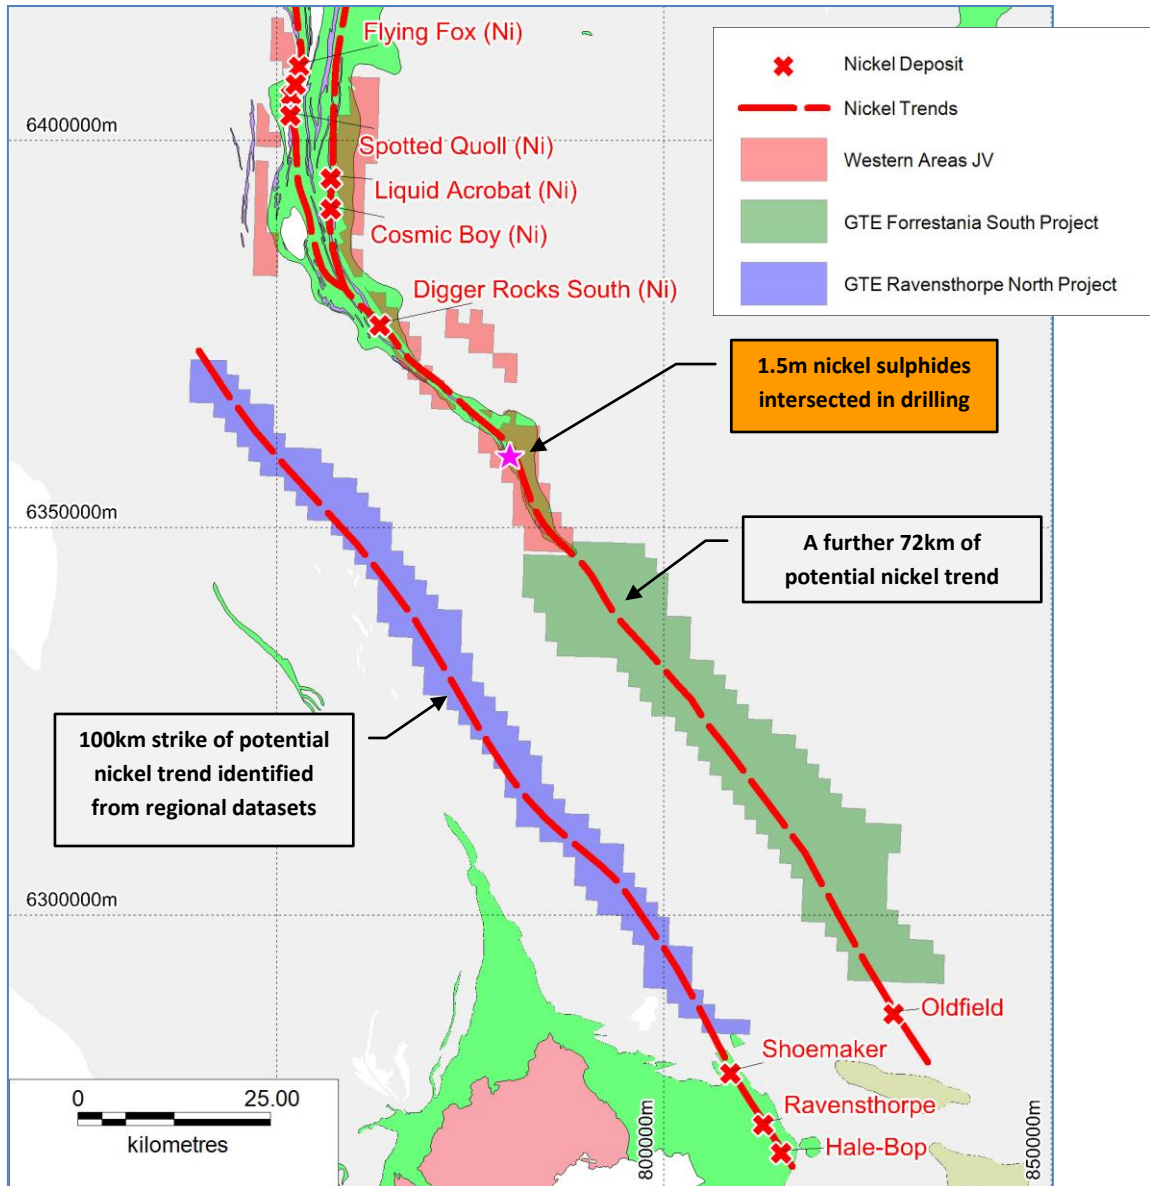 Flying Fox (Ni)
Nickel Deposit
Nickel Trends
6400000m
Spotted Quoll (Ni)
Western Areas JV
Liquid Acrobat (Ni)
GTE Forrestania South Project
Cosmic Boy (Ni)
GTE Ravensthorpe North Project
Digger Rocks South (Ni)
1.5m nickel sulphides
intersected in drilling
6350000m
A further 72km of
potential nickel trend
100km strike of potential
nickel trend identified
from regional datasets
6300000m
Oldfield
Shoemaker
Ravensthorpe
Hale-Bop
0 25.00
kilometres
800000m
850000m